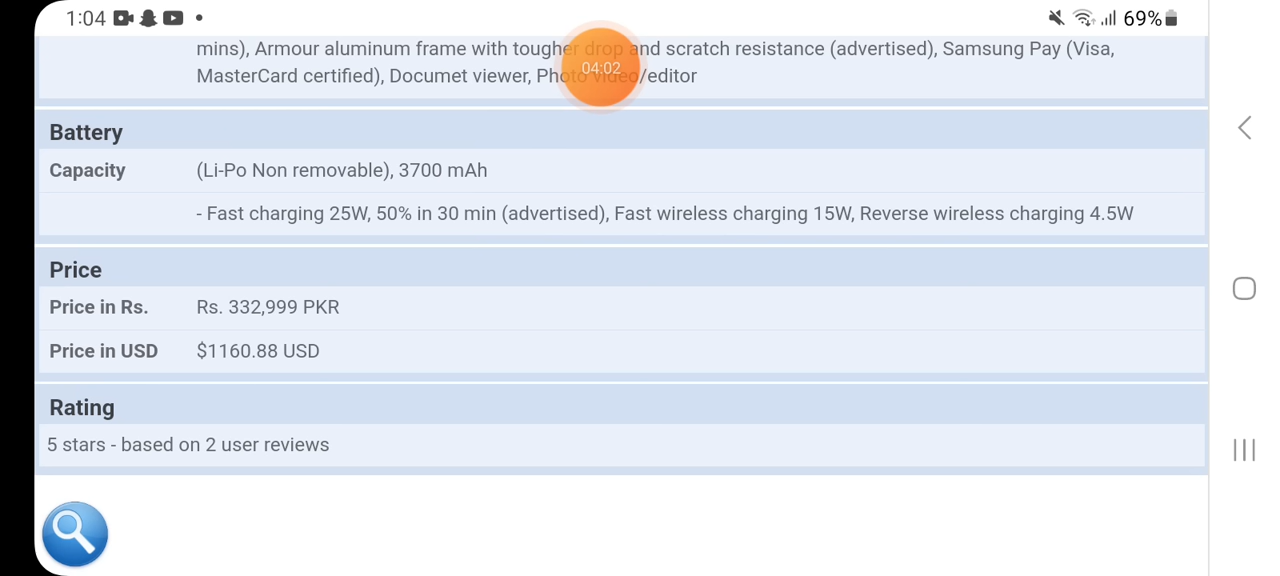 1:04 69%
mins), Armour aluminum frame with tougher drop and scratch resistance (advertised), Samsung Pay (Visa,
04:02
MasterCard certified), Documet viewer, Photo video/editor
Battery
Capacity (Li-Po Non removable), 3700 mAh
- Fast charging 25W, 50% in 30 min (advertised), Fast wireless charging 15W, Reverse wireless charging 4.5W
Price
Price in Rs. Rs. 332,999 PKR
Price in USD $1160.88 USD
Rating
5 stars - based on 2 user reviews